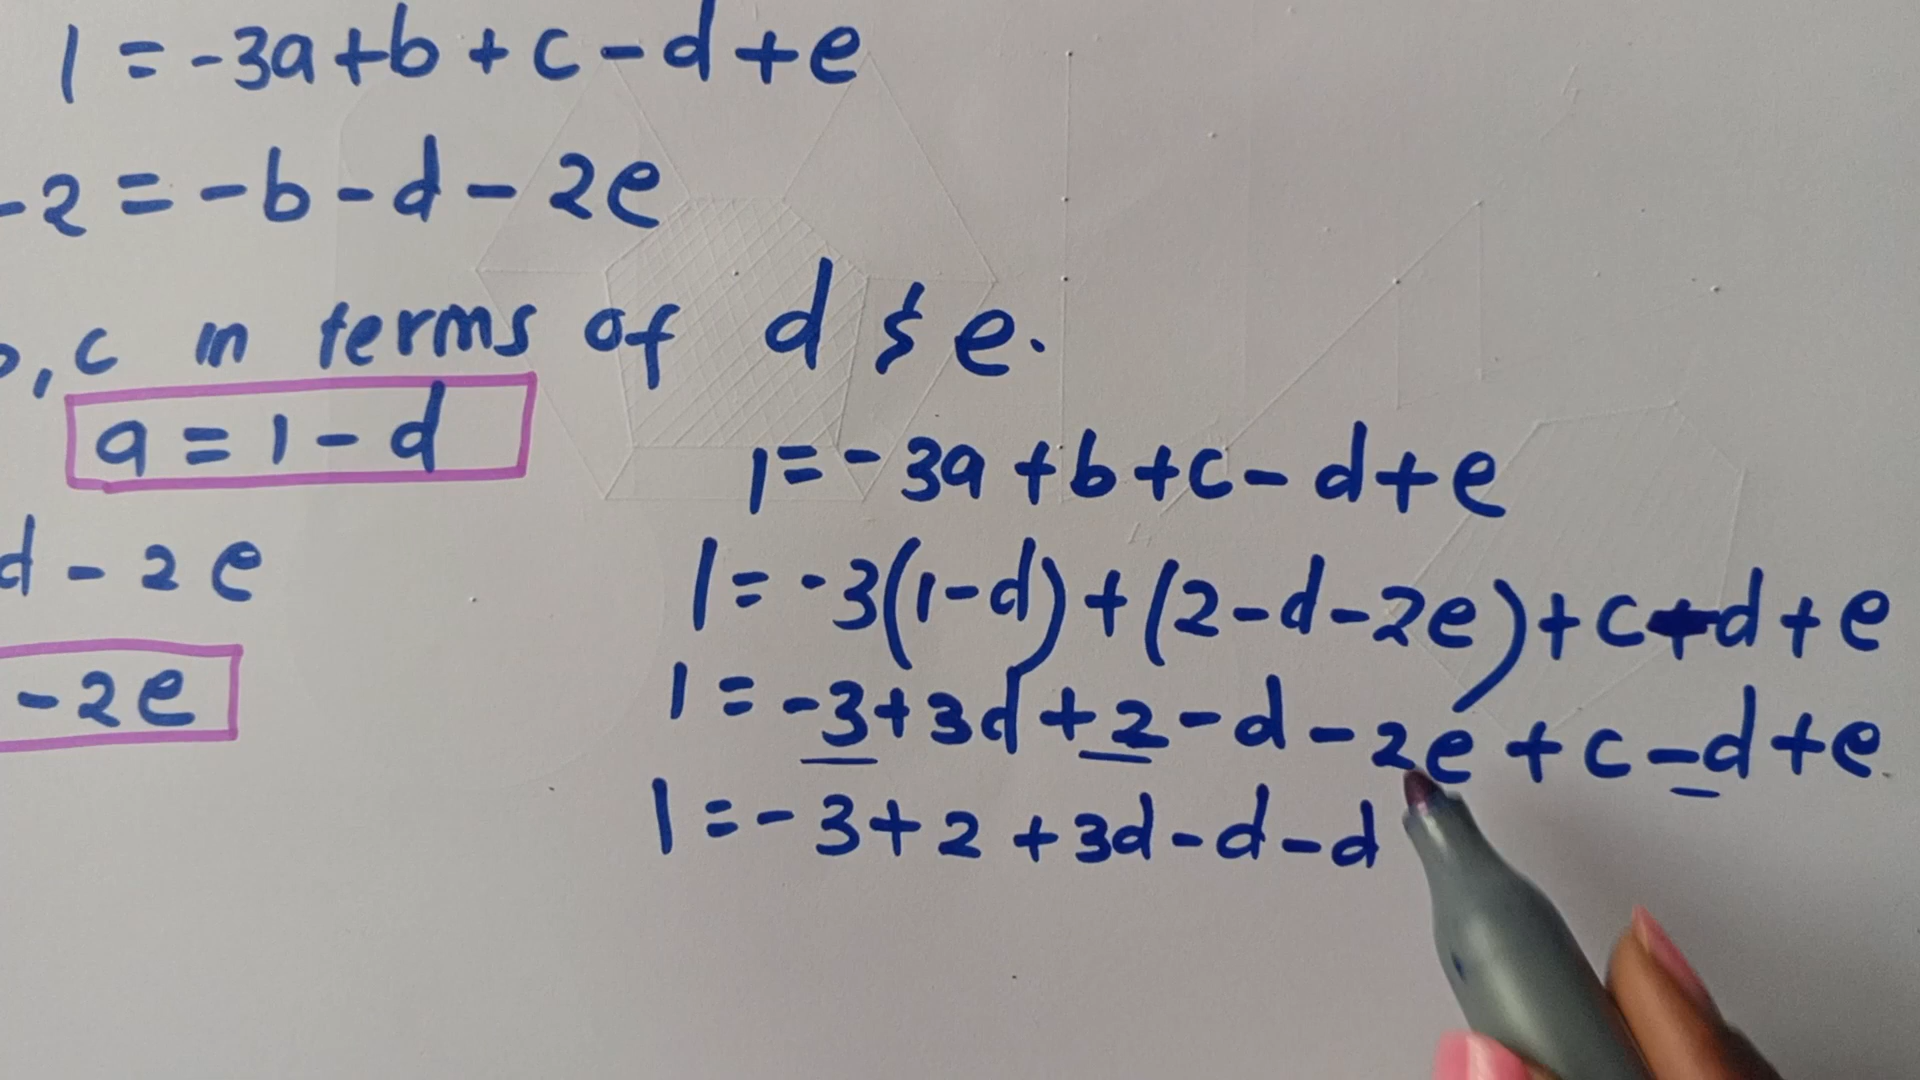 1 = -3a + b + c - d + e
-2 = -b - d - 2e
, c in terms of d & e.
a = 1 - d
1 = -3a + b + c - d + e
d - 2e
1 = -3(1-d) + (2-d-2e) + c - d + e
- 2e
1 = -3 + 3d + 2 - d - 2e + c - d + e
1 = -3 + 2 + 3d - d - d